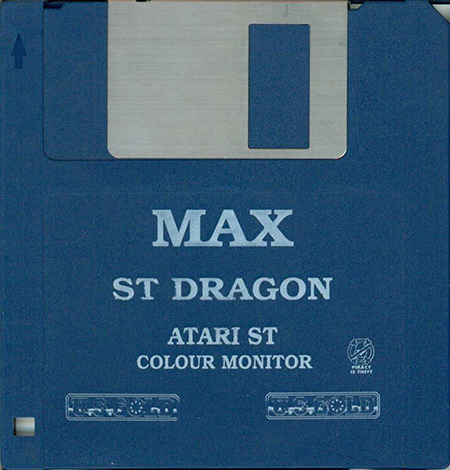 MAX
ST DRAGON
ATARI ST
COLOUR MONITOR
PIRACY
IS THEFT
U.S. GOLD
U.S. GOLD